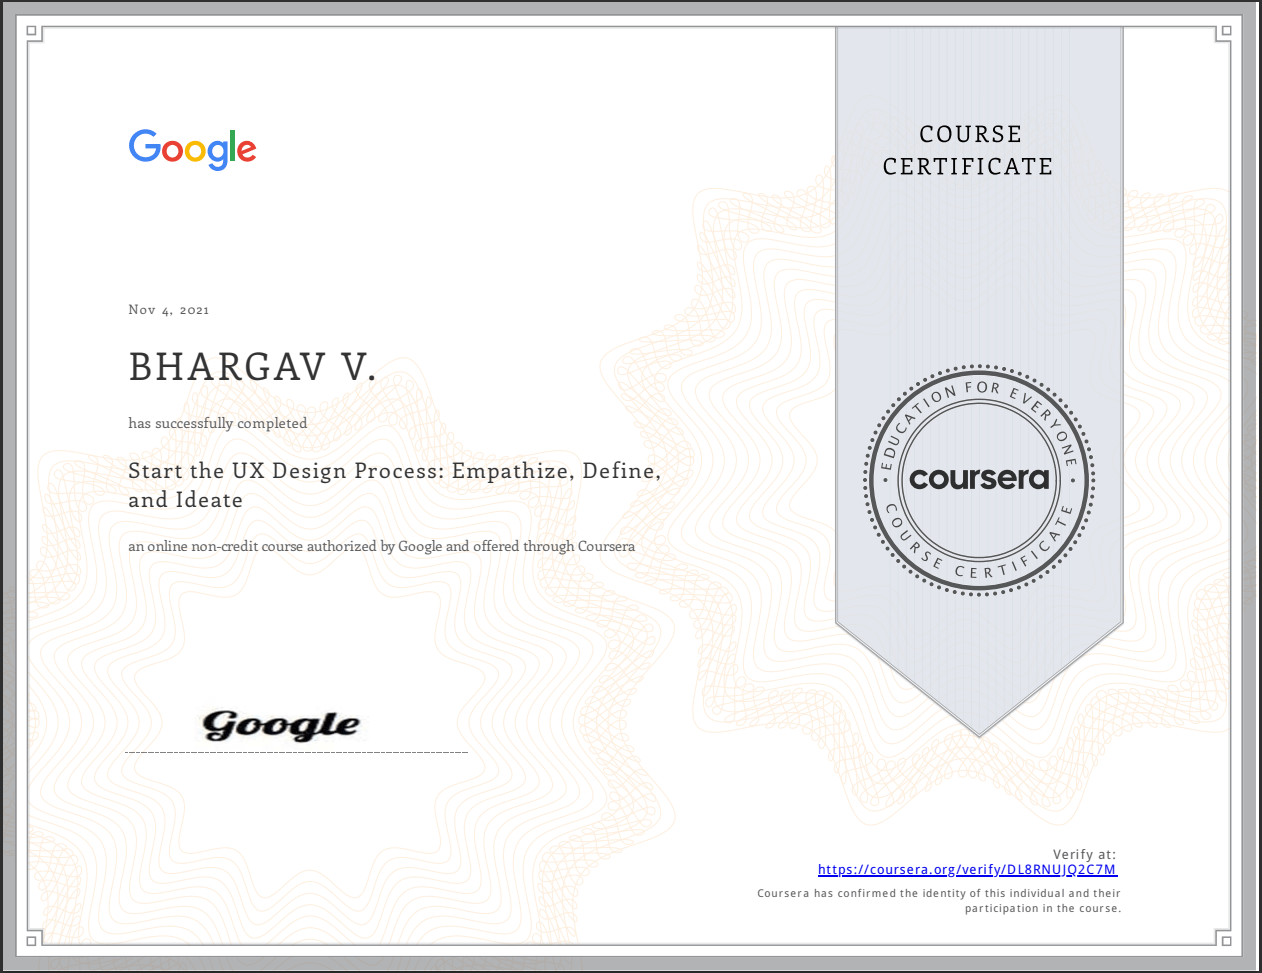 Google
COURSE
CERTIFICATE
Nov 4, 2021
BHARGAV V.
has successfully completed
Start the UX Design Process: Empathize, Define,
and Ideate
an online non-credit course authorized by Google and offered through Coursera
EDUCATION FOR EVERYONE
coursera
COURSE CERTIFICATE
Google
Verify at:
https://coursera.org/verify/DL8RNUJQ2C7M
Coursera has confirmed the identity of this individual and their
participation in the course.